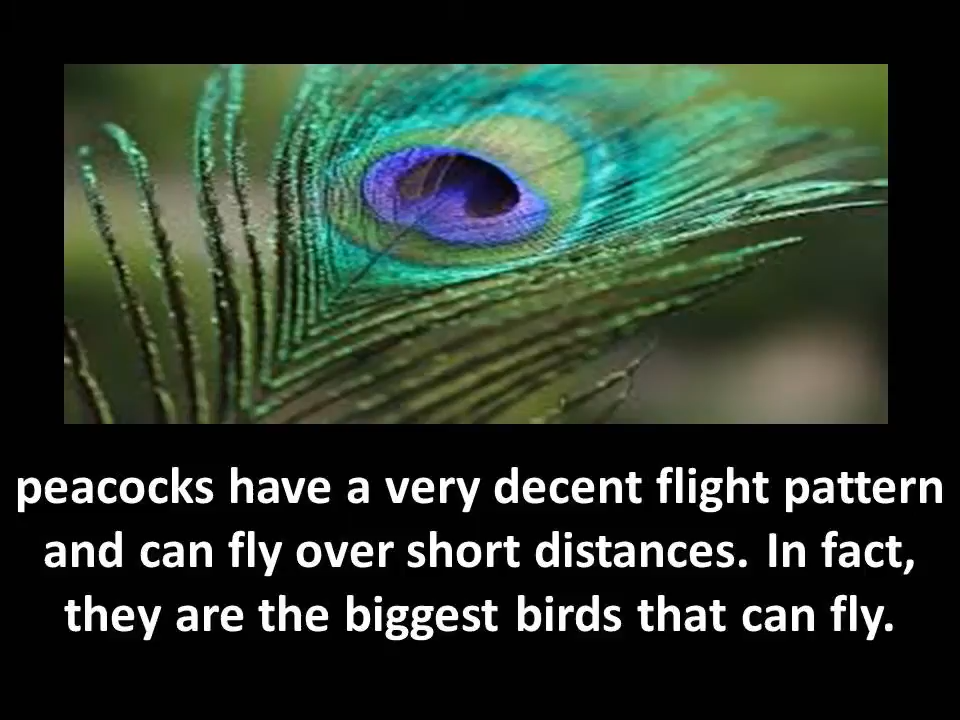 peacocks have a very decent flight pattern
and can fly over short distances. In fact,
they are the biggest birds that can fly.